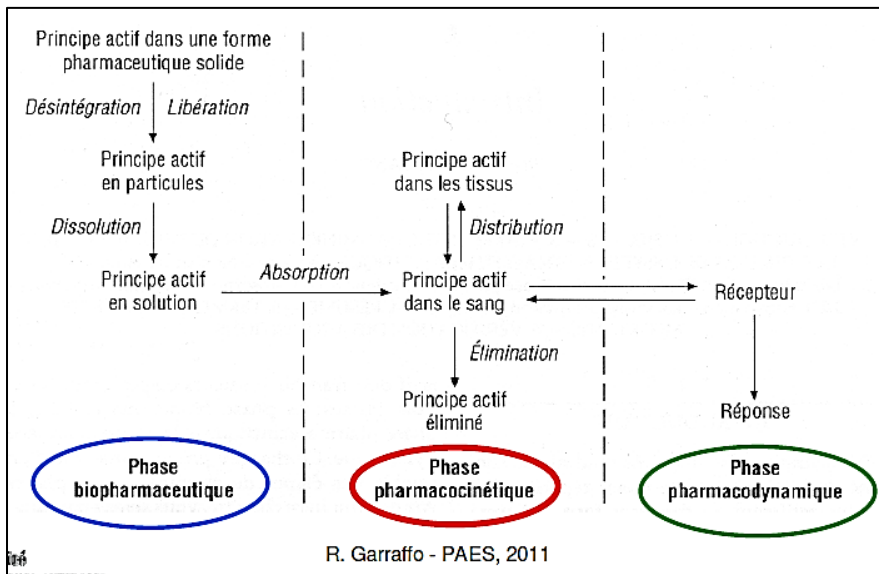 Principe actif dans une forme
pharmaceutique solide
Désintégration
Libération
Principe actif
en particules
Dissolution
Principe actif
en solution
Absorption
Principe actif
dans les tissus
Distribution
Principe actif
dans le sang
Élimination
Principe actif
éliminé
Récepteur
Réponse
Phase
biopharmaceutique
Phase
pharmacocinétique
Phase
pharmacodynamique
R. Garraffo - PAES, 2011